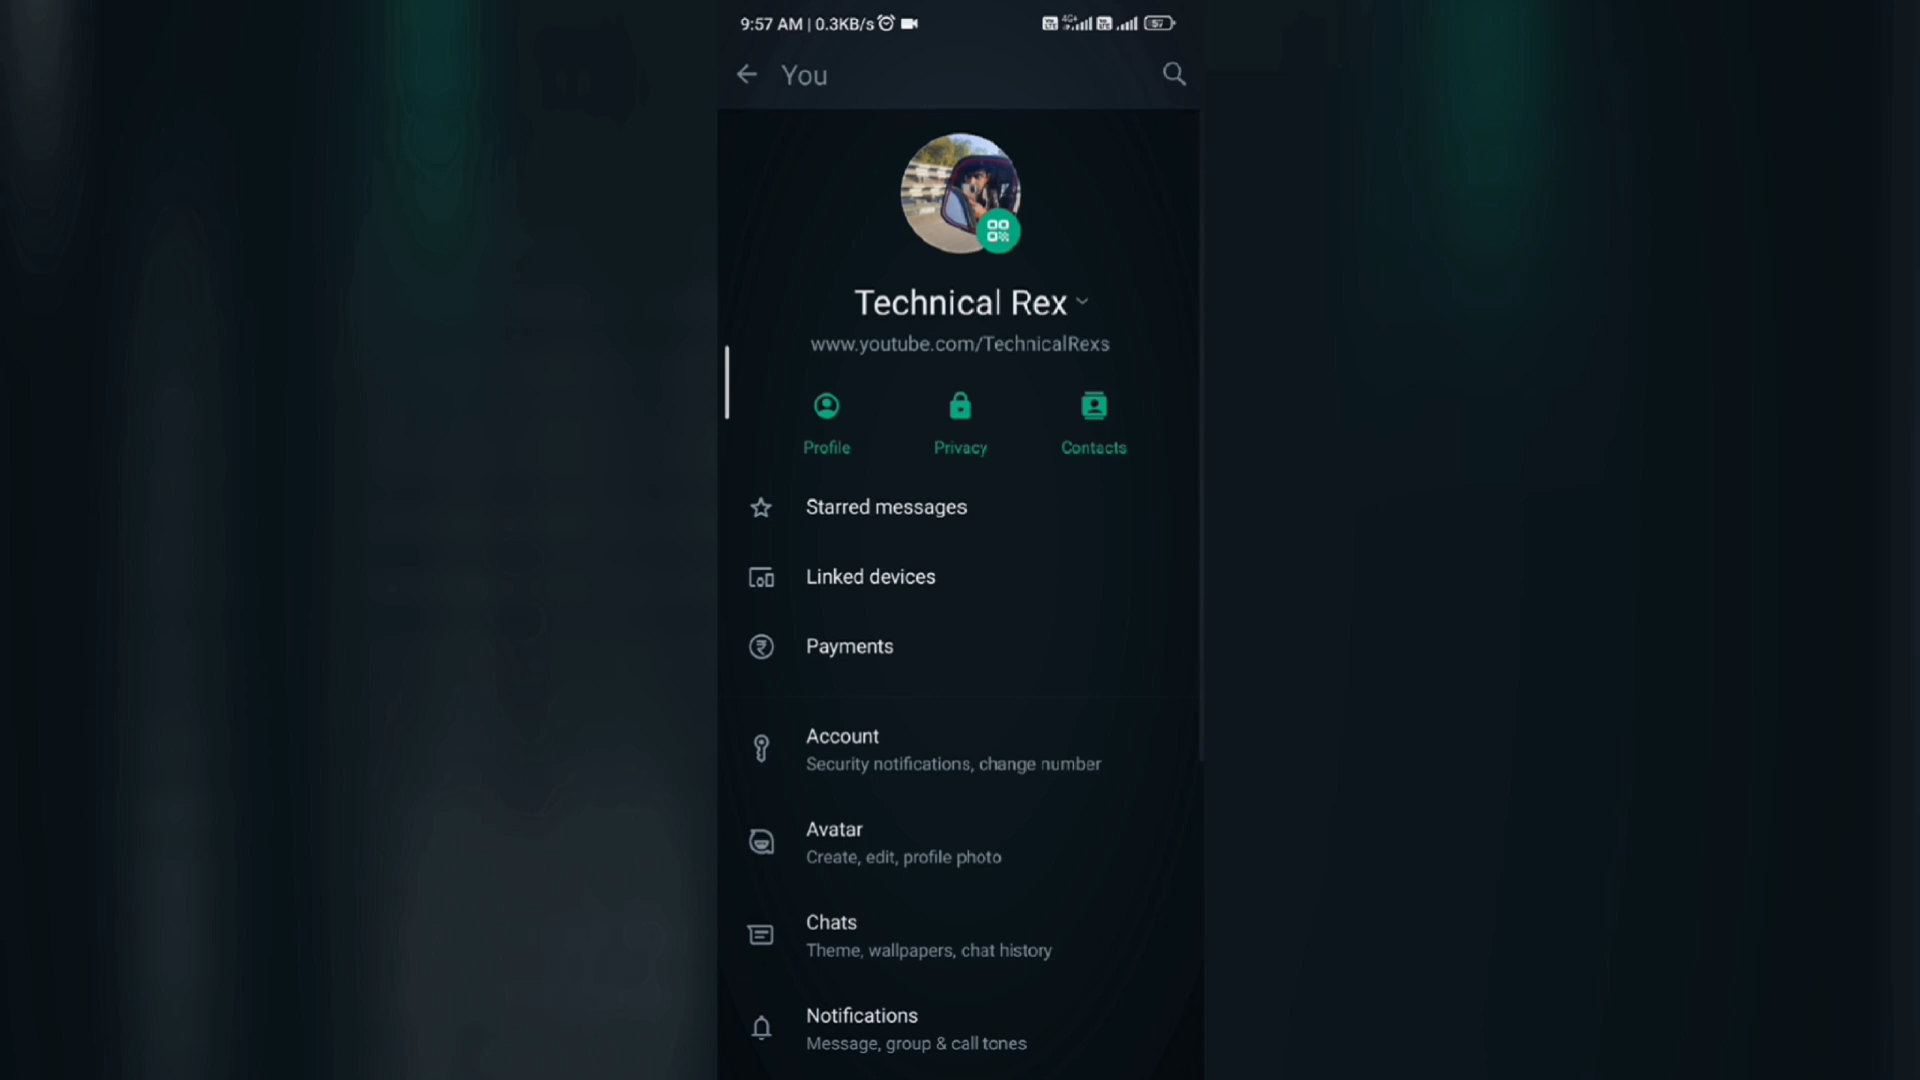 9:57 AM | 0.3KB/s
4G+
57
You
Technical Rex
www.youtube.com/TechnicalRexs
Profile
Privacy
Contacts
Starred messages
Linked devices
Payments
Account
Security notifications, change number
Avatar
Create, edit, profile photo
Chats
Theme, wallpapers, chat history
Notifications
Message, group & call tones